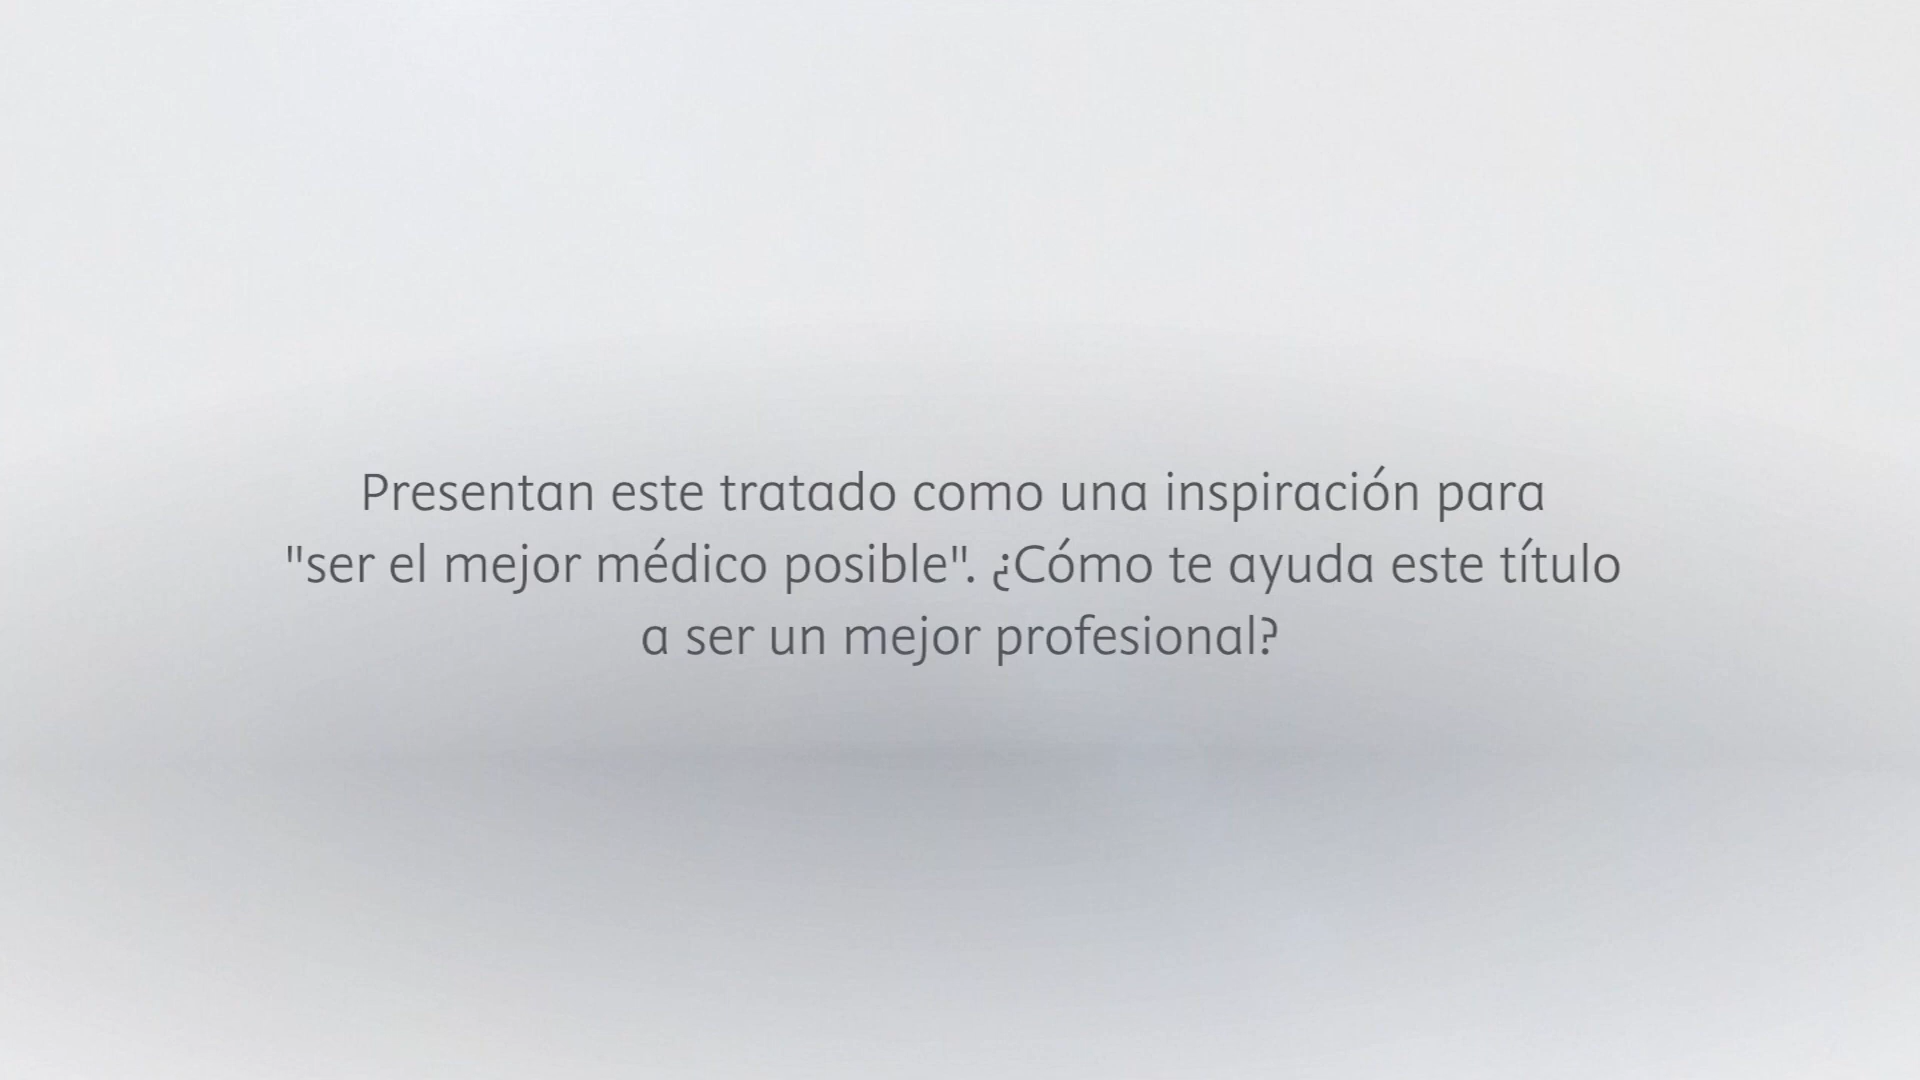 Presentan este tratado como una inspiración para
"ser el mejor médico posible". ¿Cómo te ayuda este título
a ser un mejor profesional?